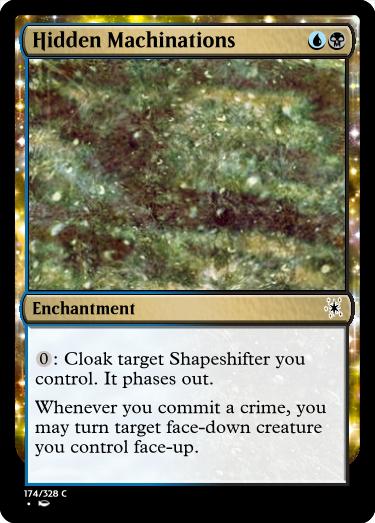 Hidden Machinations
Enchantment
0: Cloak target Shapeshifter you
control. It phases out.
Whenever you commit a crime, you
may turn target face-down creature
you control face-up.
174/328 C